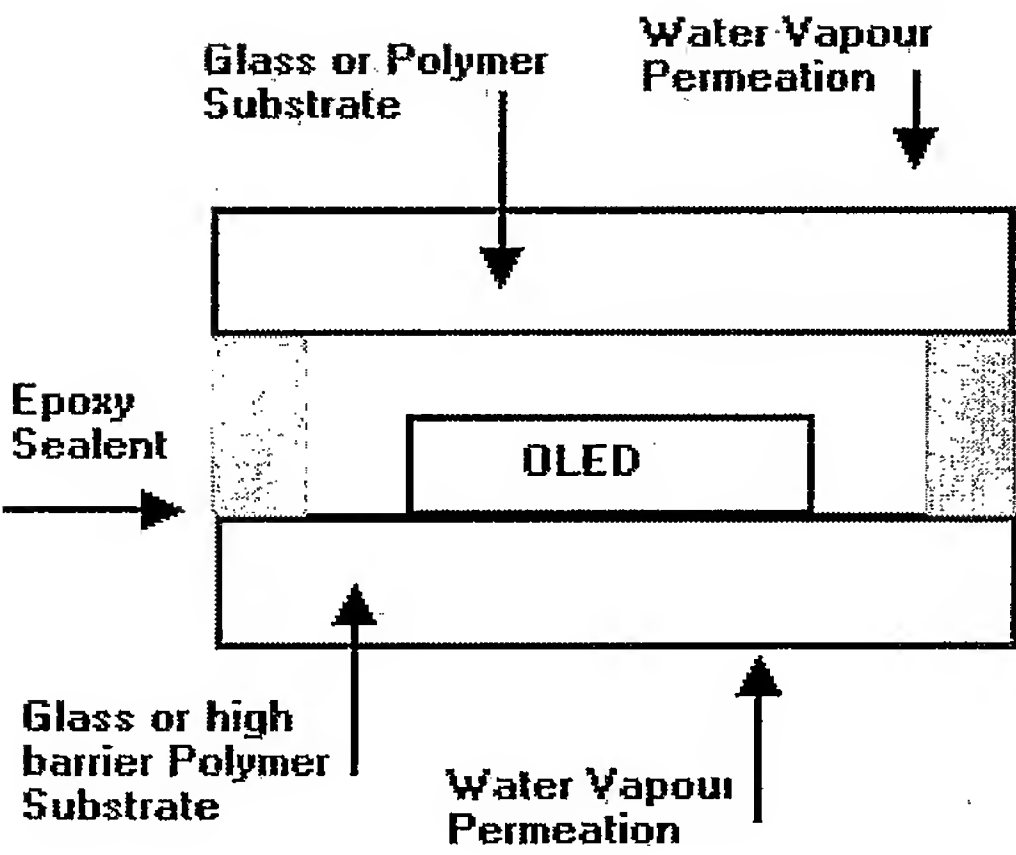 Glass or Polymer
Substrate
Water Vapour
Permeation
Epoxy
Sealent
OLED
Glass or high
barrier Polymer
Substrate
Water Vapour
Permeation